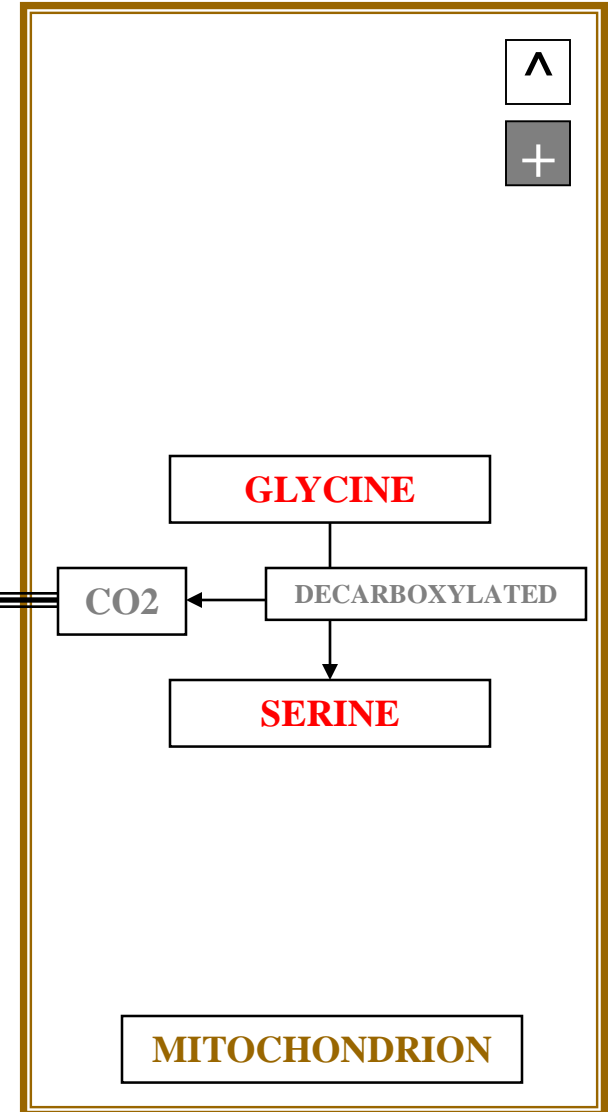 ^
+
GLYCINE
CO2
DECARBOXYLATED
SERINE
MITOCHONDRION